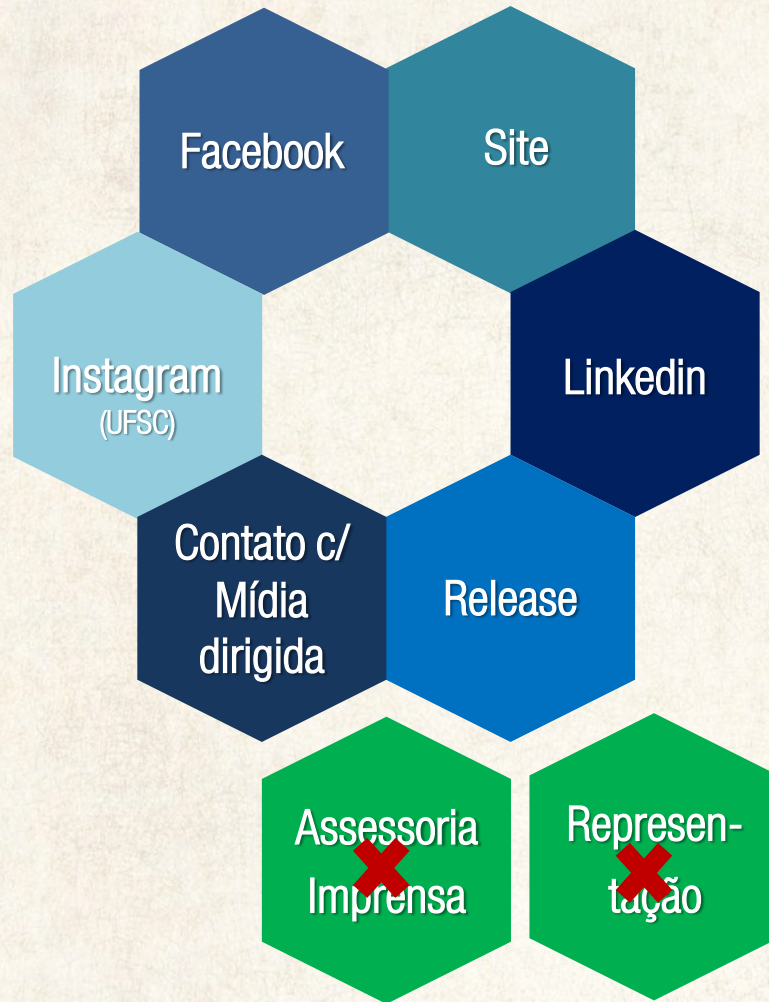 Facebook
Site
Instagram
(UFSC)
Linkedin
Contato c/
Mídia
dirigida
Release
Assessoria
Imprensa
Represen-
tação